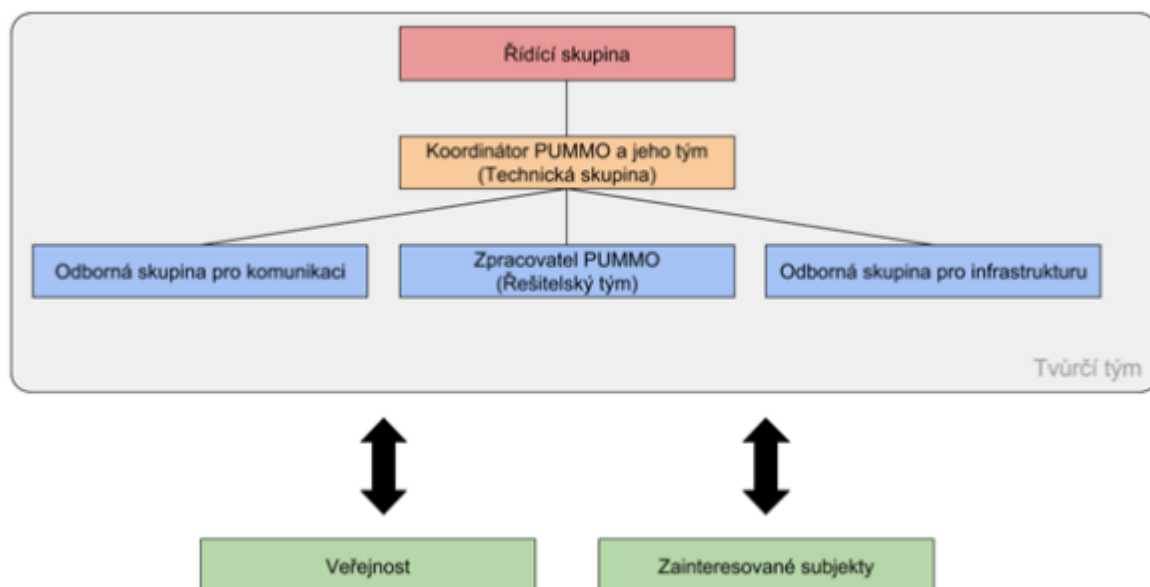 Řídící skupina
Koordinátor PUMMO a jeho tým
(Technická skupina)
Odborná skupina pro komunikaci
Zpracovatel PUMMO
(Řešitelský tým)
Odborná skupina pro infrastrukturu
Tvůrčí tým
Veřejnost
Zainteresované subjekty